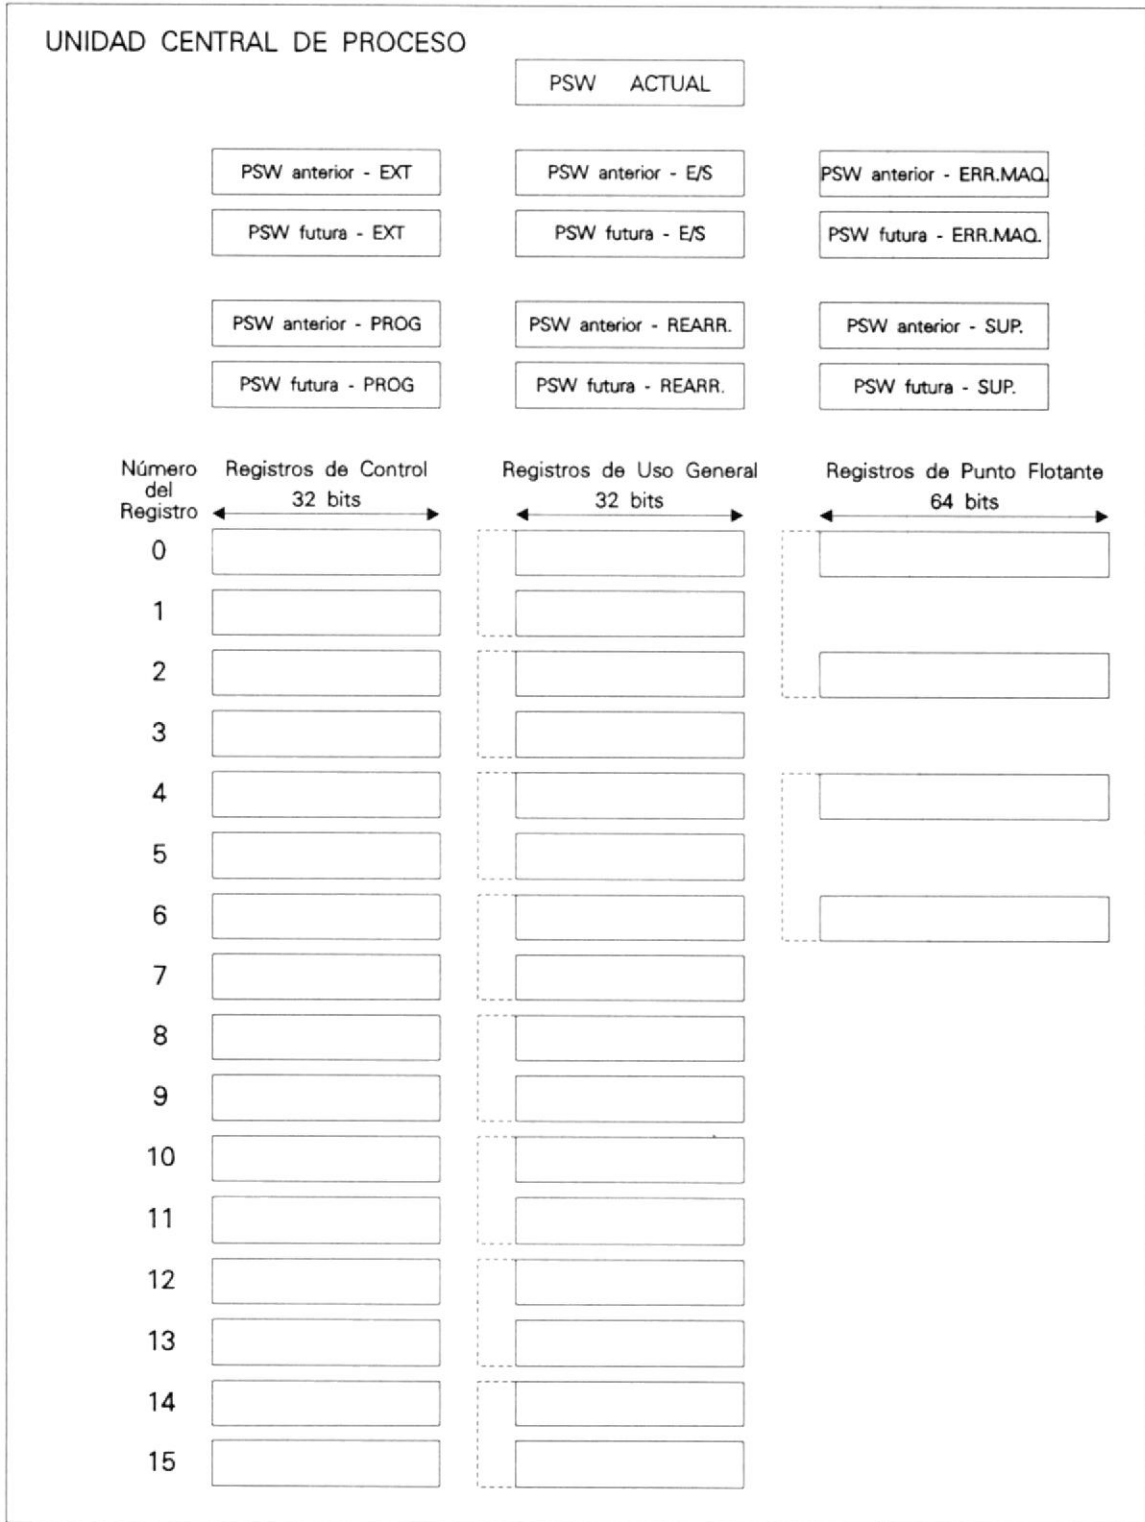 UNIDAD CENTRAL DE PROCESO
PSW ACTUAL
PSW anterior - EXT
PSW anterior - E/S
PSW anterior - ERR.MAQ.
PSW futura - EXT
PSW futura - E/S
PSW futura - ERR.MAQ.
PSW anterior - PROG
PSW anterior - REARR.
PSW anterior - SUP.
PSW futura - PROG
PSW futura - REARR.
PSW futura - SUP.
Número
del
Registro
Registros de Control
32 bits
Registros de Uso General
32 bits
Registros de Punto Flotante
64 bits
0
1
2
3
4
5
6
7
8
9
10
11
12
13
14
15